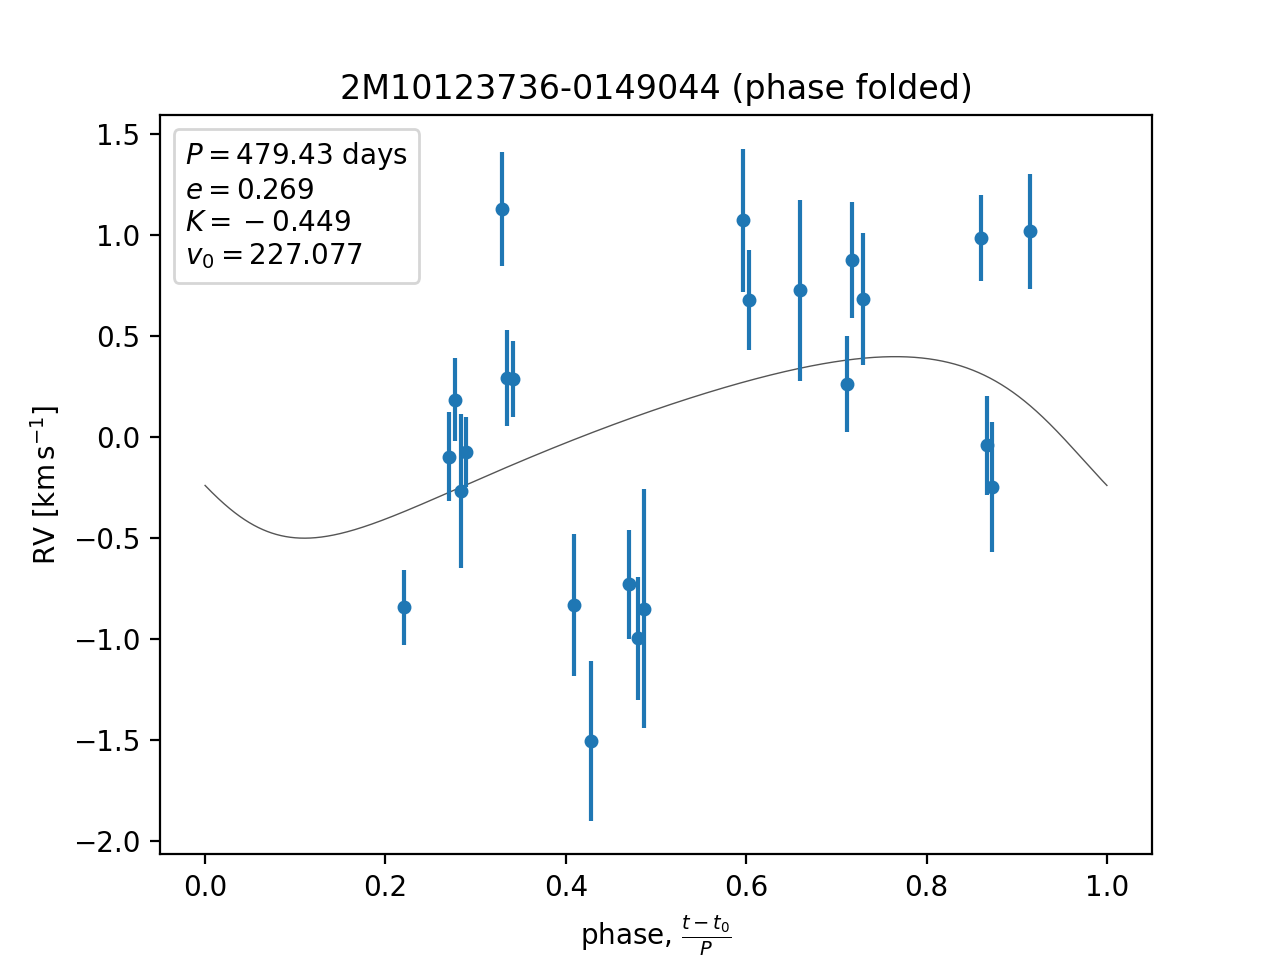 2M10123736-0149044 (phase folded)
P = 479.43 days
e = 0.269
K = −0.449
v₀ = 227.077
1.5
1.0
0.5
0.0
−0.5
−1.0
−1.5
−2.0
RV [km s⁻¹]
0.0 0.2 0.4 0.6 0.8 1.0
phase, (t − t₀)/P